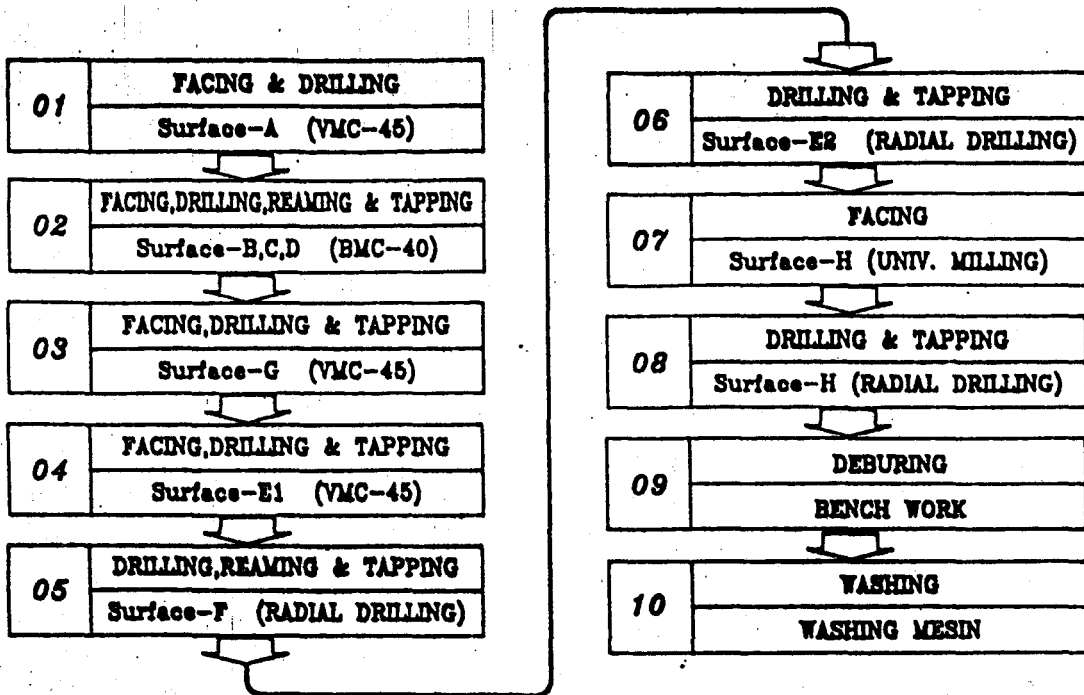 01
FACING & DRILLING
Surface-A (VMC-45)
02
FACING,DRILLING,REAMING & TAPPING
Surface-B,C,D (BMC-40)
03
FACING,DRILLING & TAPPING
Surface-G (VMC-45)
04
FACING,DRILLING & TAPPING
Surface-E1 (VMC-45)
05
DRILLING,REAMING & TAPPING
Surface-F (RADIAL DRILLING)
06
DRILLING & TAPPING
Surface-E2 (RADIAL DRILLING)
07
FACING
Surface-H (UNIV. MILLING)
08
DRILLING & TAPPING
Surface-H (RADIAL DRILLING)
09
DEBURING
BENCH WORK
10
WASHING
WASHING MESIN